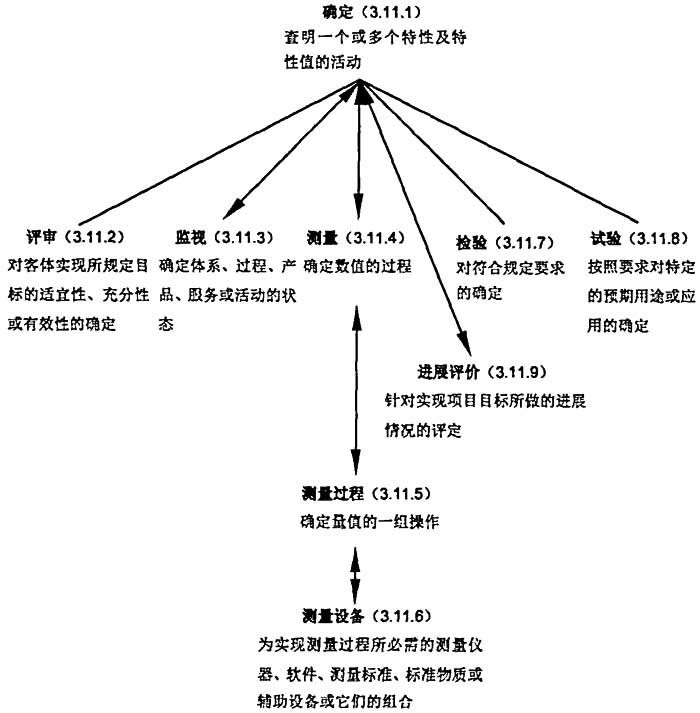 确定（3.11.1）
查明一个或多个特性及特
性值的活动
评审（3.11.2）
对客体实现所规定目
标的适宜性、充分性
或有效性的确定
监视（3.11.3）
确定体系、过程、产
品、服务或活动的状
态
测量（3.11.4）
确定数值的过程
检验（3.11.7）
对符合规定要求
的确定
试验（3.11.8）
按照要求对特定
的预期用途或应
用的确定
进展评价（3.11.9）
针对实现项目目标所做的进展
情况的评定
测量过程（3.11.5）
确定量值的一组操作
测量设备（3.11.6）
为实现测量过程所必需的测量仪
器、软件、测量标准、标准物质或
辅助设备或它们的组合